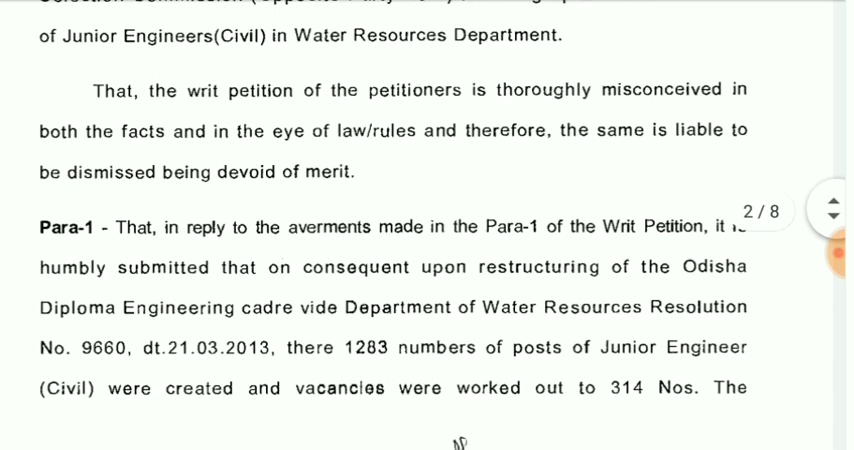 of Junior Engineers(Civil) in Water Resources Department.
That, the writ petition of the petitioners is thoroughly misconceived in
both the facts and in the eye of law/rules and therefore, the same is liable to
be dismissed being devoid of merit.
2 / 8
Para-1 - That, in reply to the averments made in the Para-1 of the Writ Petition, it is
humbly submitted that on consequent upon restructuring of the Odisha
Diploma Engineering cadre vide Department of Water Resources Resolution
No. 9660, dt.21.03.2013, there 1283 numbers of posts of Junior Engineer
(Civil) were created and vacancies were worked out to 314 Nos. The